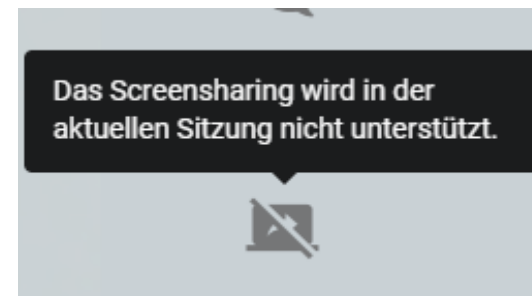 Das Screensharing wird in der
aktuellen Sitzung nicht unterstützt.